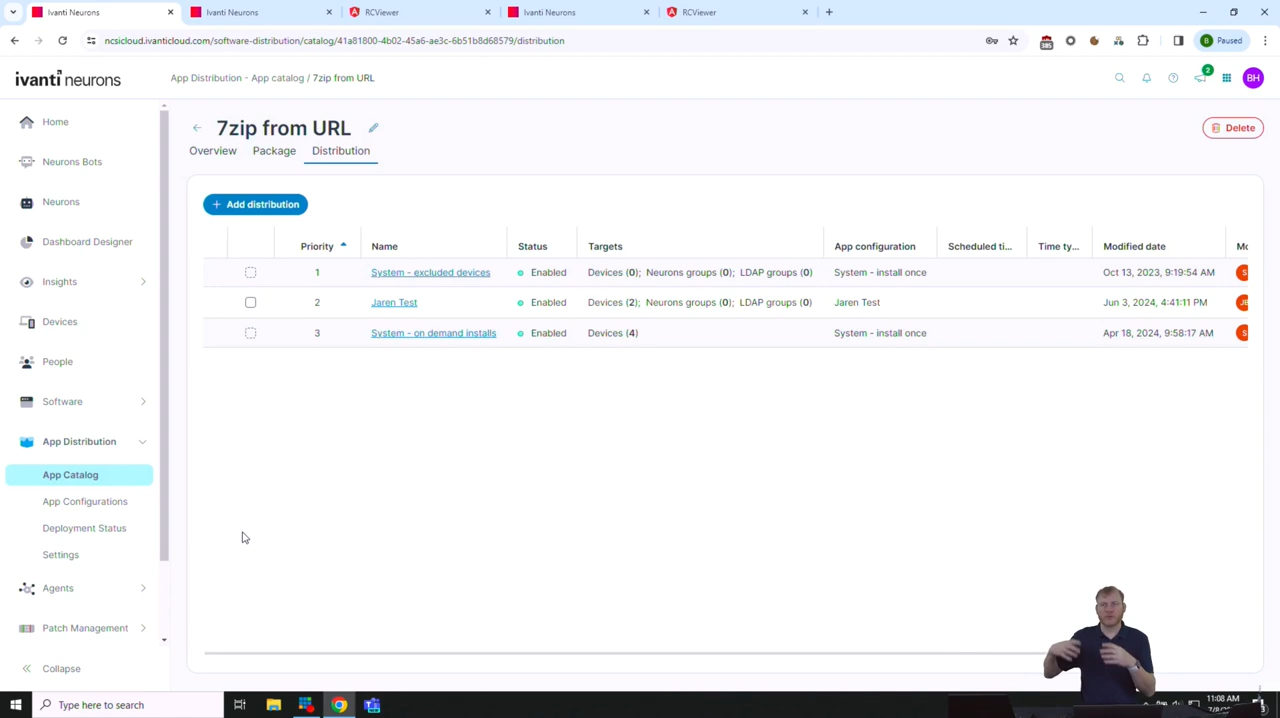 Ivanti Neurons
Ivanti Neurons
RCViewer
Ivanti Neurons
RCViewer
ncsicloud.ivanticloud.com/software-distribution/catalog/41a81800-4b02-45a6-ae3c-6b51b8d68579/distribution
385
B Paused
ivanti neurons
App Distribution - App catalog / 7zip from URL
2
BH
Home
Neurons Bots
Neurons
Dashboard Designer
Insights
Devices
People
Software
App Distribution
App Catalog
App Configurations
Deployment Status
Settings
Agents
Patch Management
Collapse
7zip from URL
Delete
Overview Package Distribution
+ Add distribution
Priority Name Status Targets App configuration Scheduled ti... Time ty... Modified date
1 System - excluded devices Enabled Devices (0); Neurons groups (0); LDAP groups (0) System - install once Oct 13, 2023, 9:19:54 AM S
2 Jaren Test Enabled Devices (2); Neurons groups (0); LDAP groups (0) Jaren Test Jun 3, 2024, 4:41:11 PM
3 System - on demand installs Enabled Devices (4) System - install once Apr 18, 2024, 9:58:17 AM S
Type here to search
11:08 AM